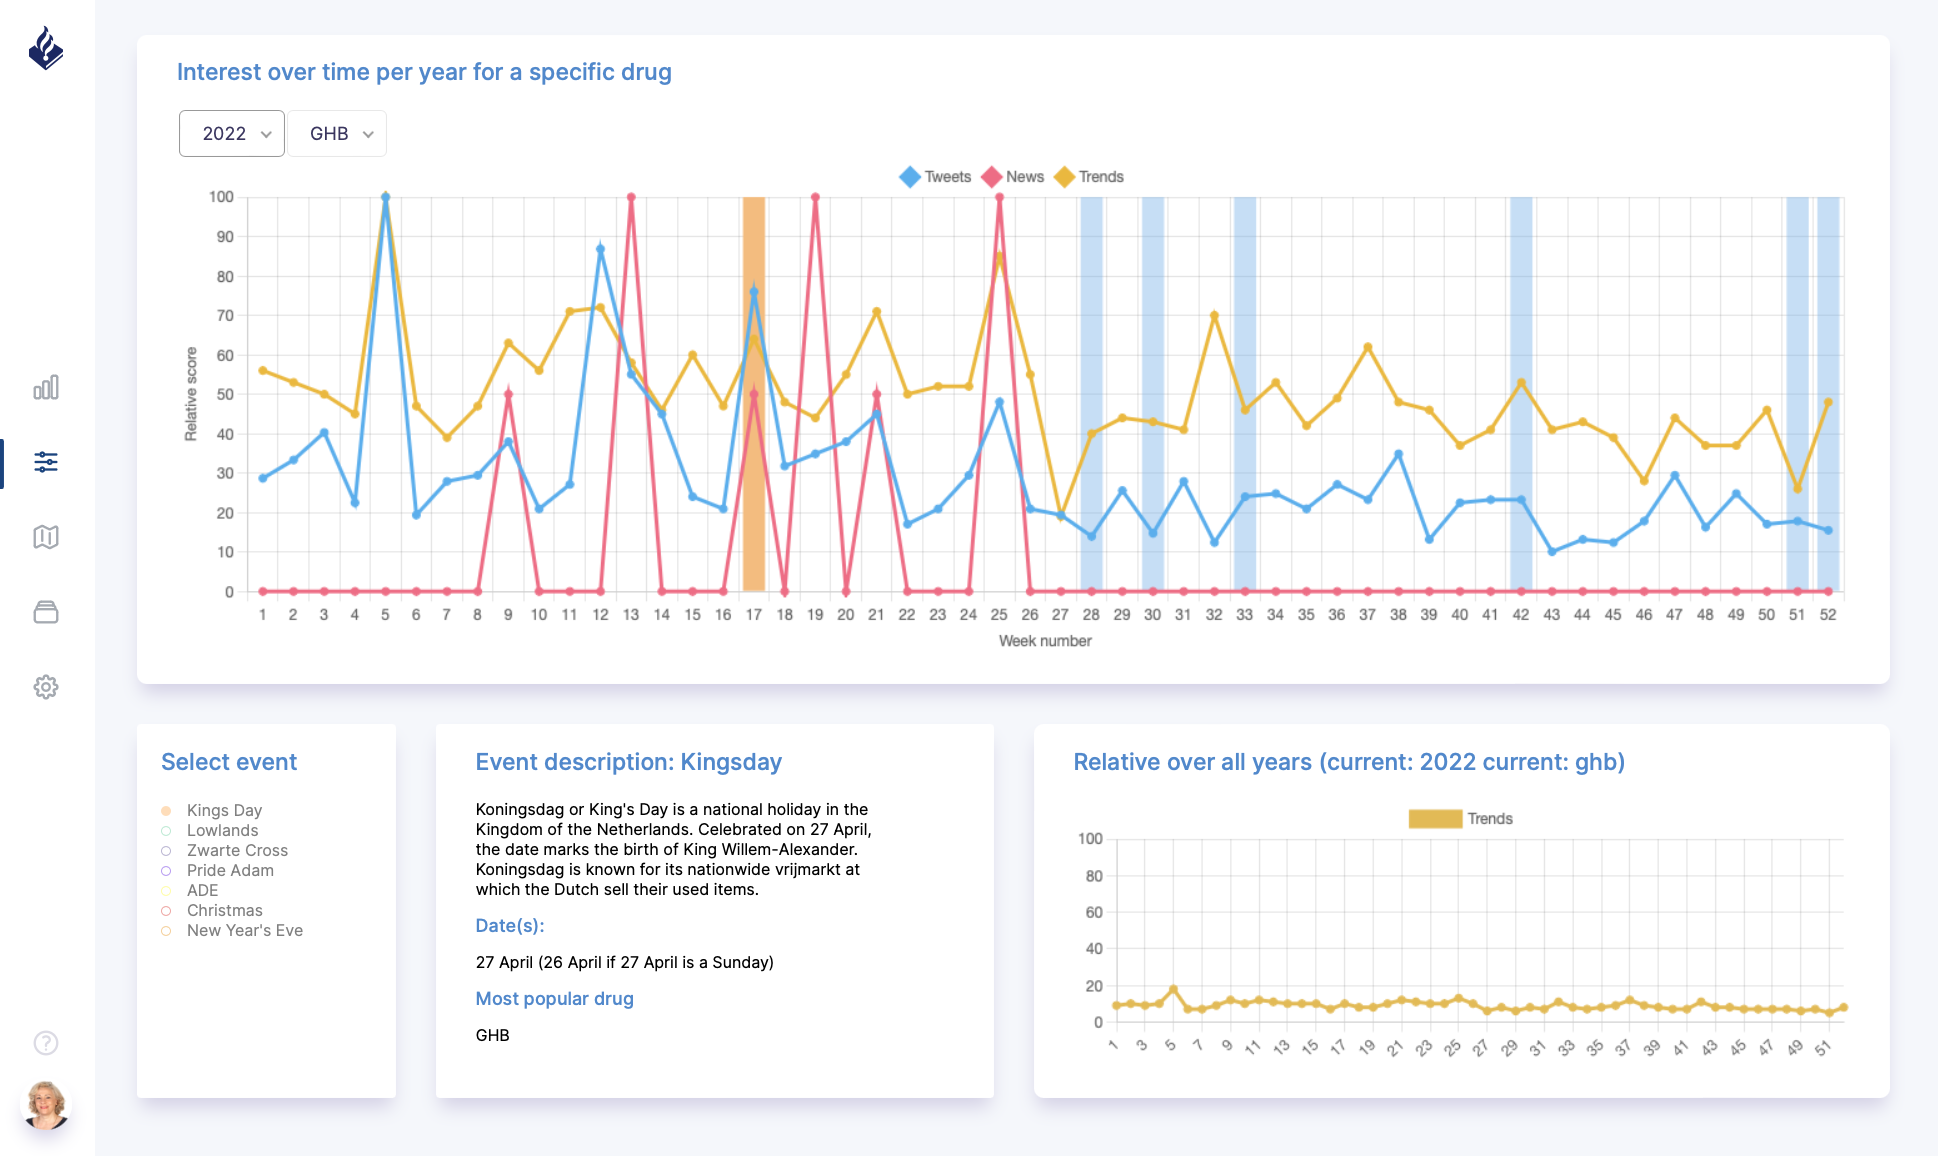 Interest over time per year for a specific drug
2022 GHB
Tweets News Trends
100
90
80
70
60
50
40
30
20
10
0
Relative score
1 2 3 4 5 6 7 8 9 10 11 12 13 14 15 16 17 18 19 20 21 22 23 24 25 26 27 28 29 30 31 32 33 34 35 36 37 38 39 40 41 42 43 44 45 46 47 48 49 50 51 52
Week number
Select event
Kings Day
Lowlands
Zwarte Cross
Pride Adam
ADE
Christmas
New Year's Eve
Event description: Kingsday
Koningsdag or King's Day is a national holiday in the
Kingdom of the Netherlands. Celebrated on 27 April,
the date marks the birth of King Willem-Alexander.
Koningsdag is known for its nationwide vrijmarkt at
which the Dutch sell their used items.
Date(s):
27 April (26 April if 27 April is a Sunday)
Most popular drug
GHB
Relative over all years (current: 2022 current: ghb)
Trends
100
80
60
40
20
0
1 3 5 7 9 11 13 15 17 19 21 23 25 27 29 31 33 35 37 39 41 43 45 47 49 51
?